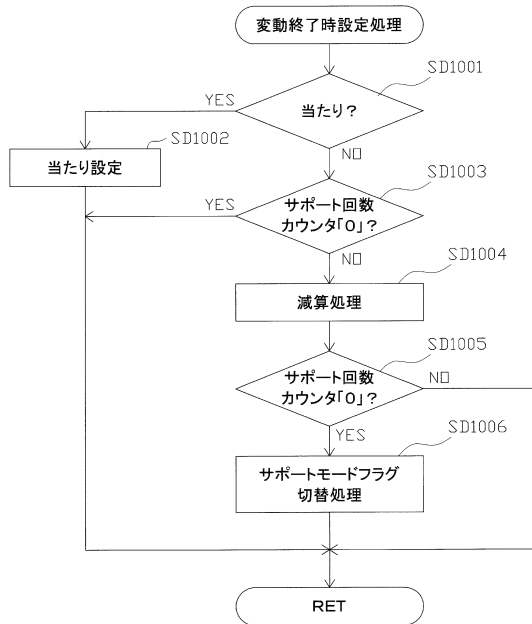 変動終了時設定処理
SD1001
YES
当たり?
SD1002
NO
当たり設定
SD1003
YES
サポート回数
カウンタ「0」?
NO
SD1004
減算処理
SD1005
サポート回数
カウンタ「0」?
NO
YES
SD1006
サポートモードフラグ
切替処理
RET